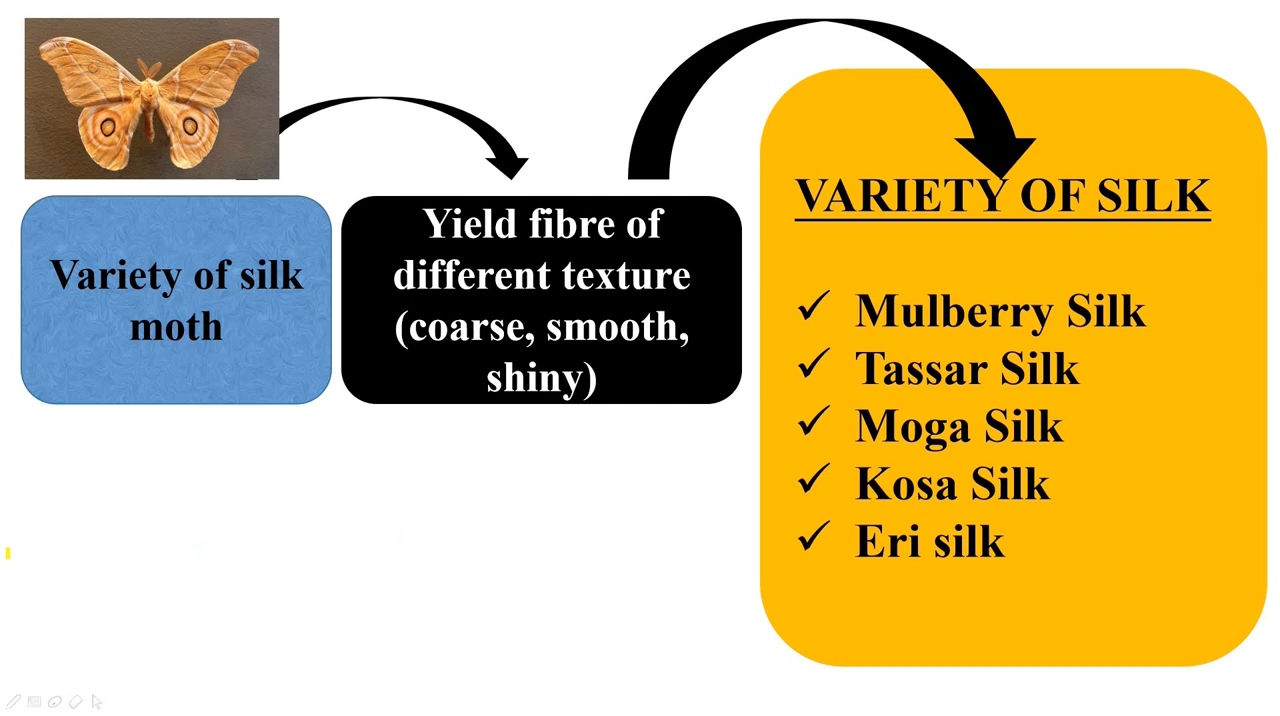 Variety of silk
moth
Yield fibre of
different texture
(coarse, smooth,
shiny)
VARIETY OF SILK
✓ Mulberry Silk
✓ Tassar Silk
✓ Moga Silk
✓ Kosa Silk
✓ Eri silk